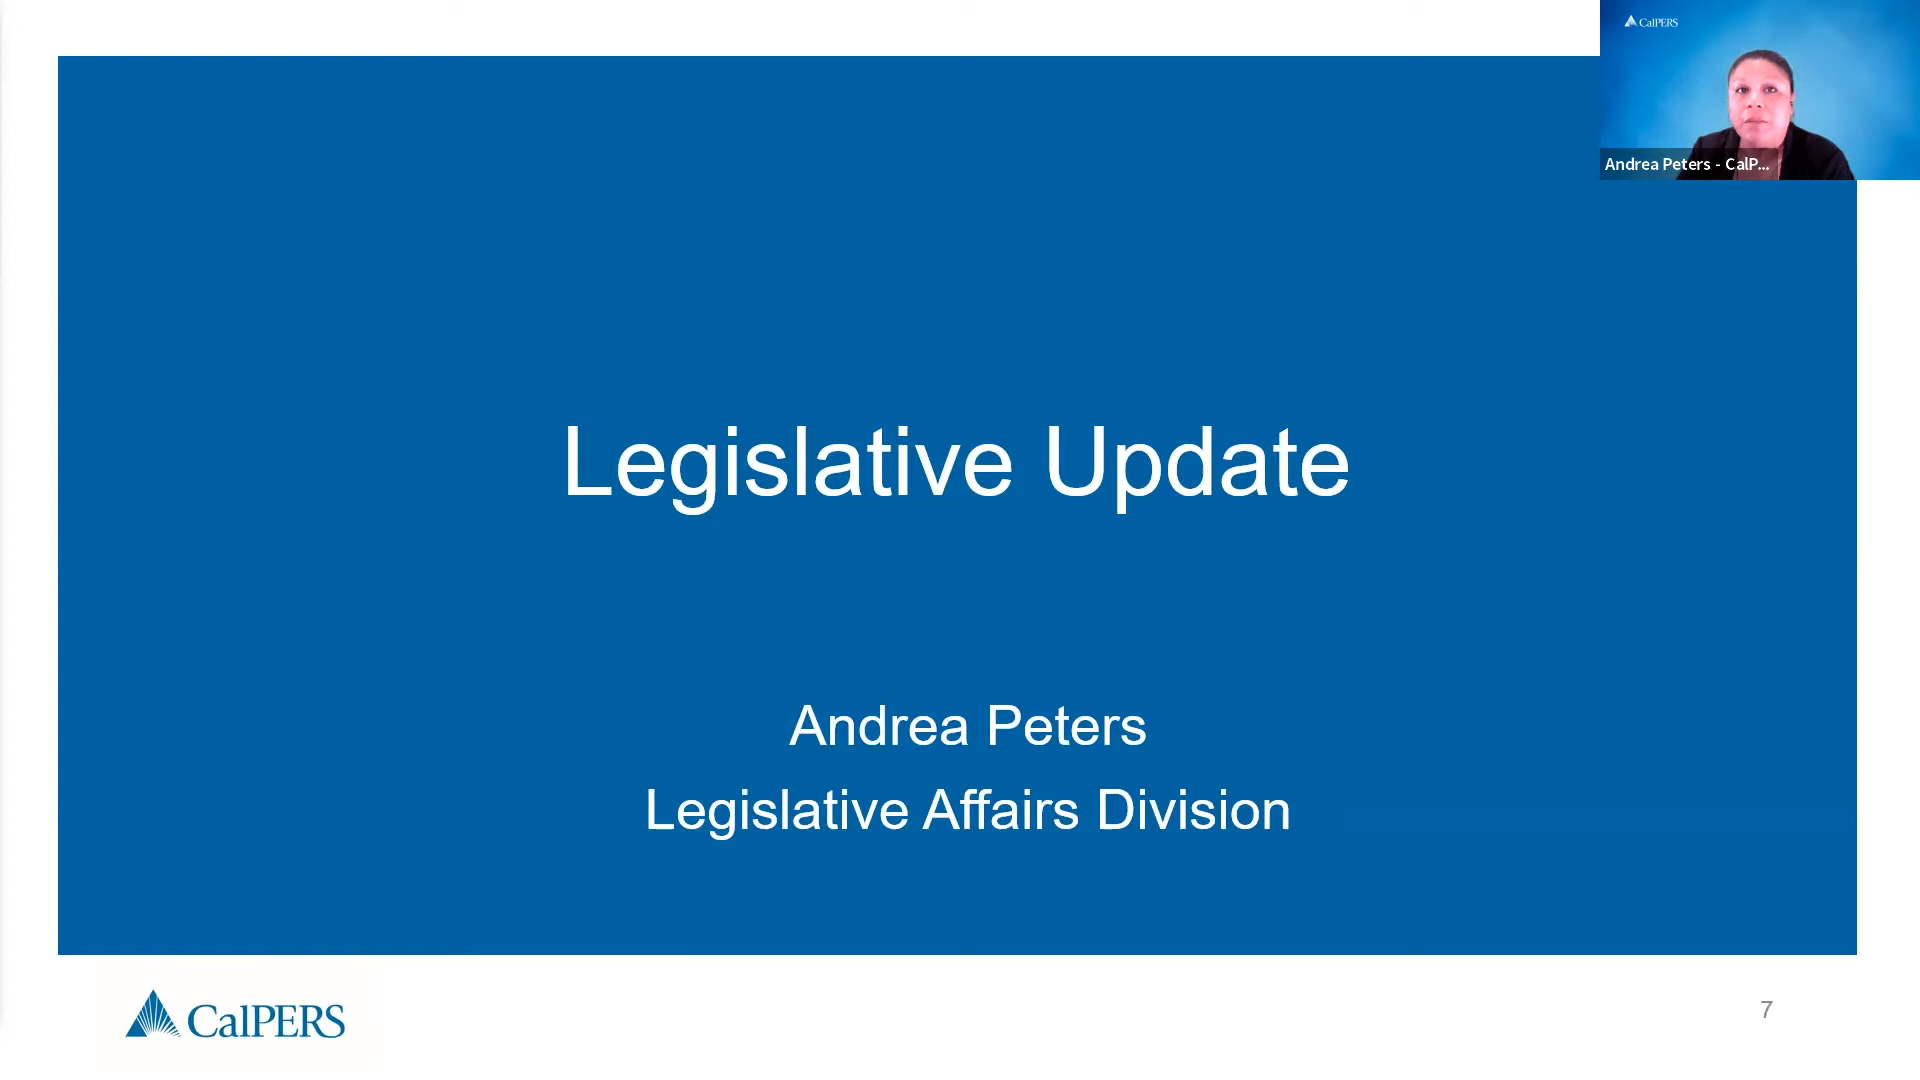 CalPERS
Andrea Peters - CalP...
Legislative Update
Andrea Peters
Legislative Affairs Division
CalPERS
7